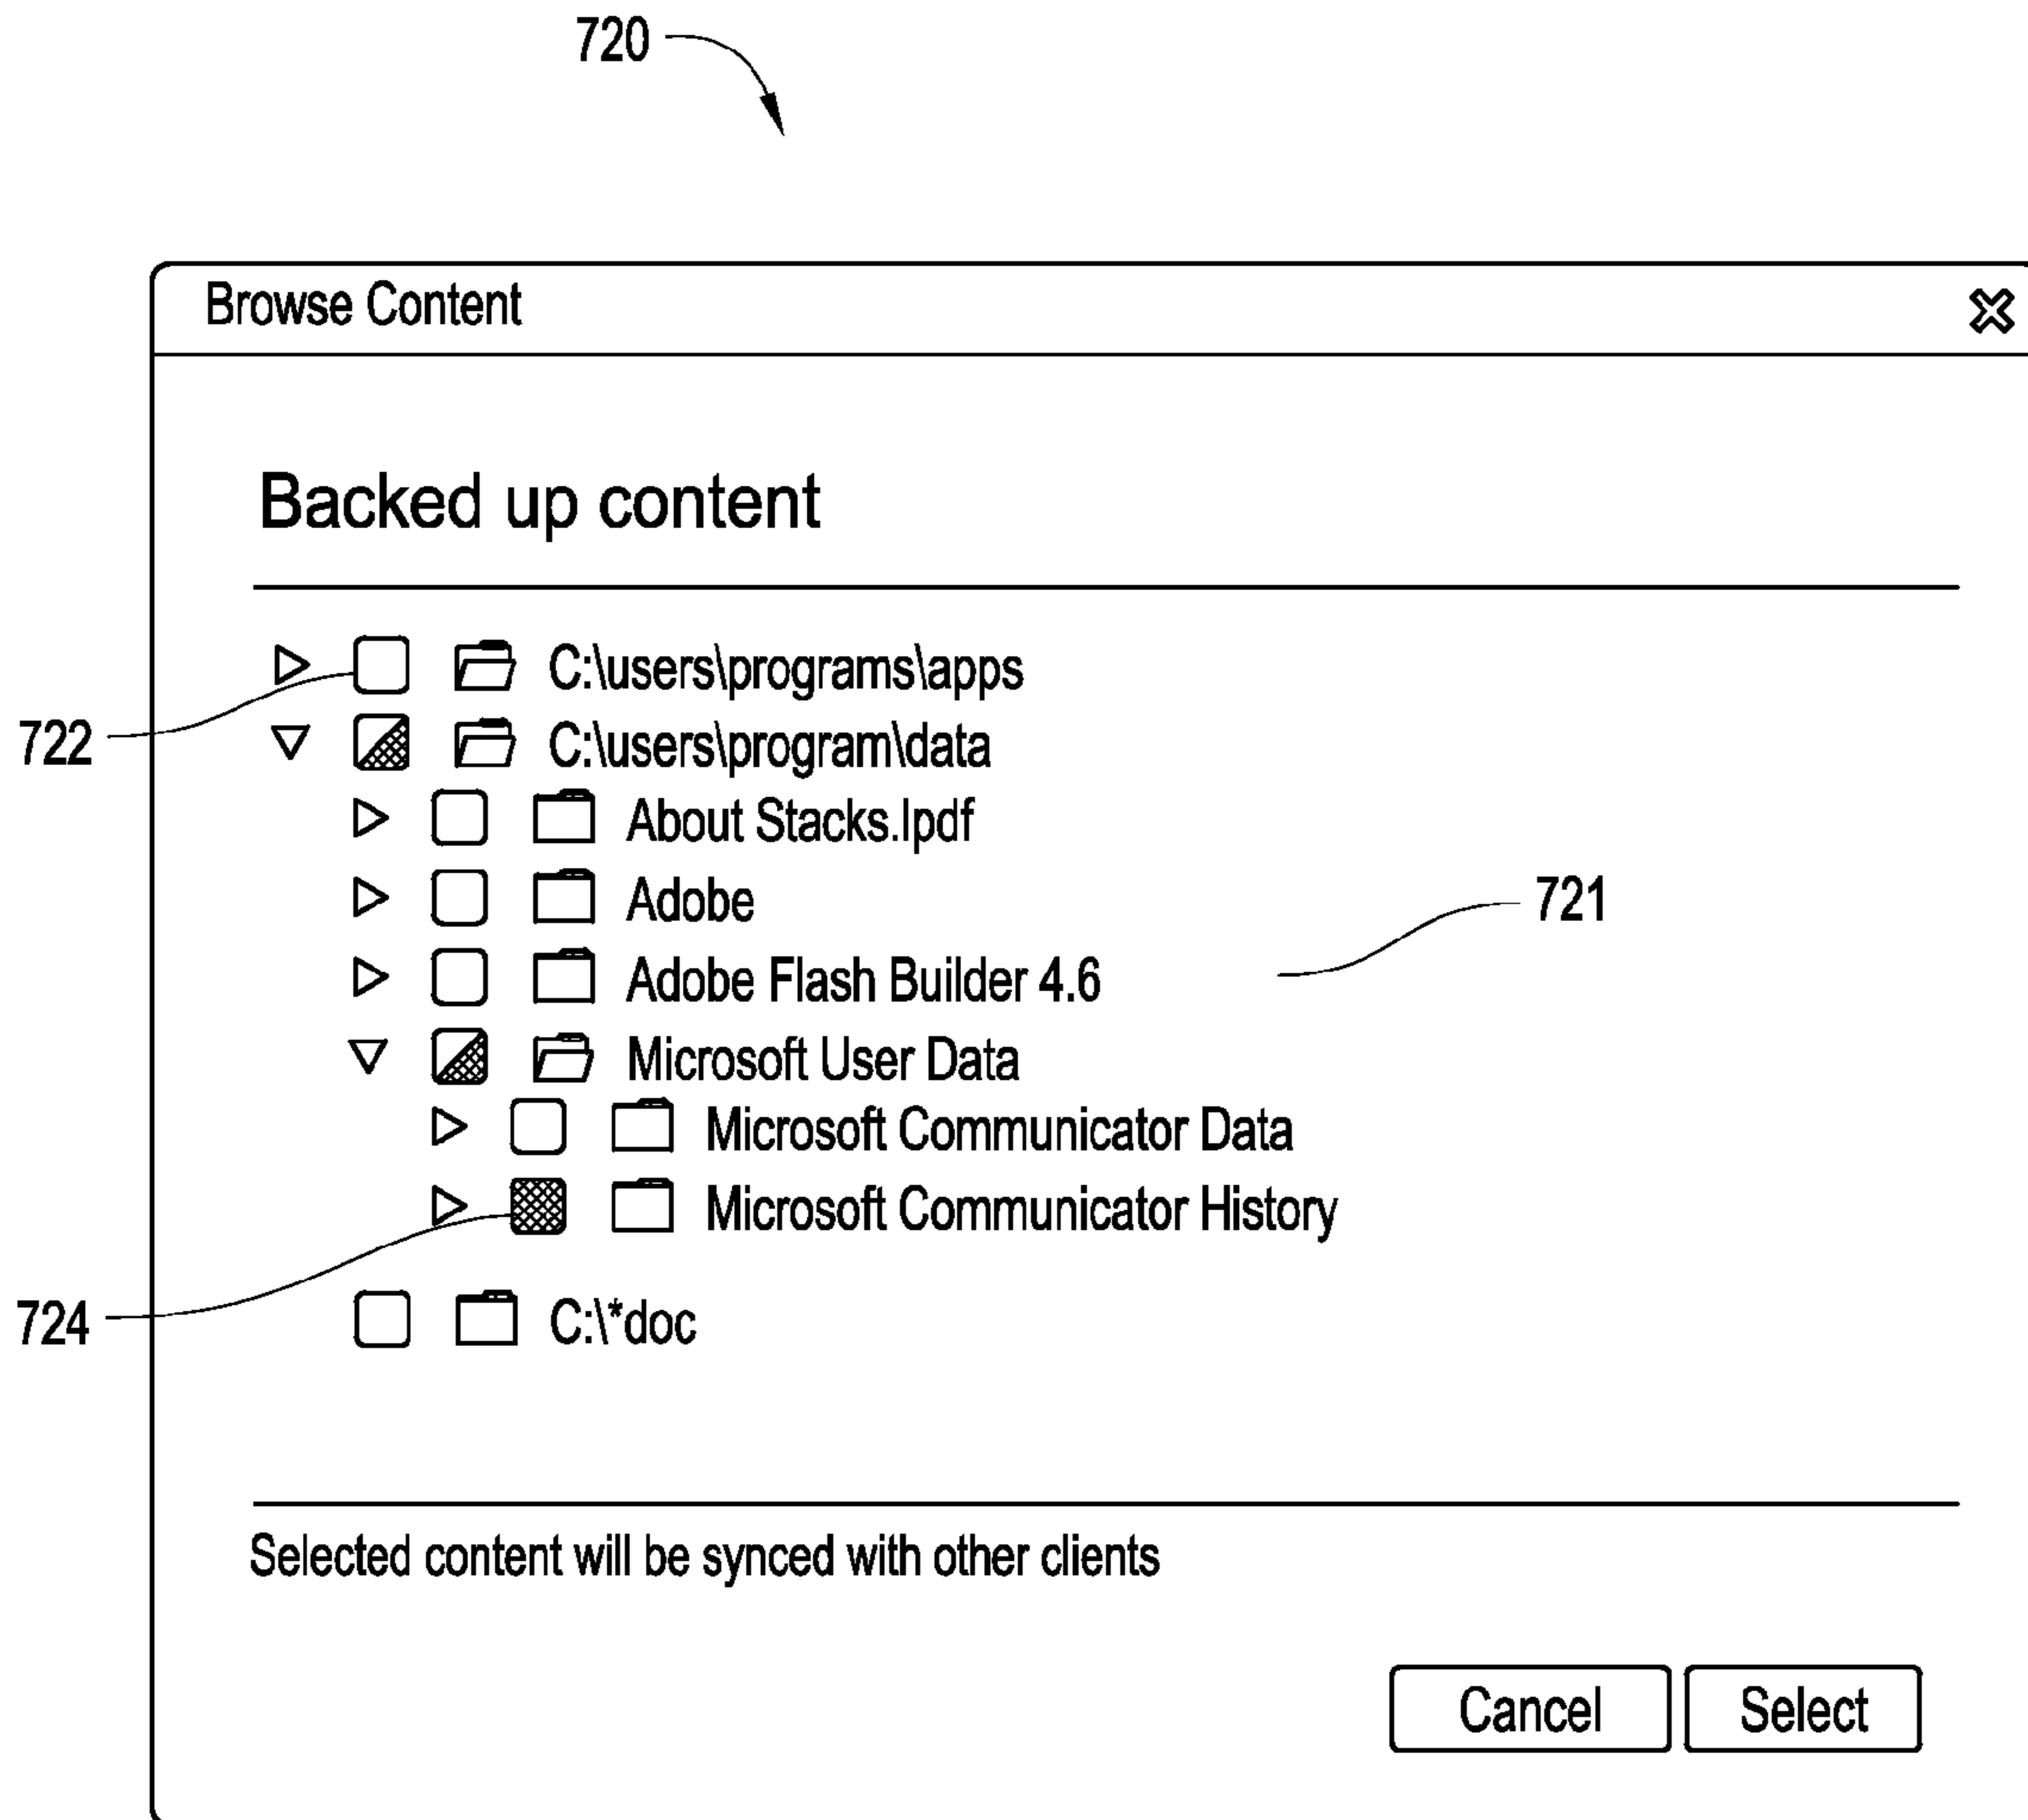 720
Browse Content
Backed up content
C:\users\programs\apps
722
C:\users\program\data
About Stacks.lpdf
Adobe
721
Adobe Flash Builder 4.6
Microsoft User Data
Microsoft Communicator Data
Microsoft Communicator History
724
C:\*doc
Selected content will be synced with other clients
Cancel
Select